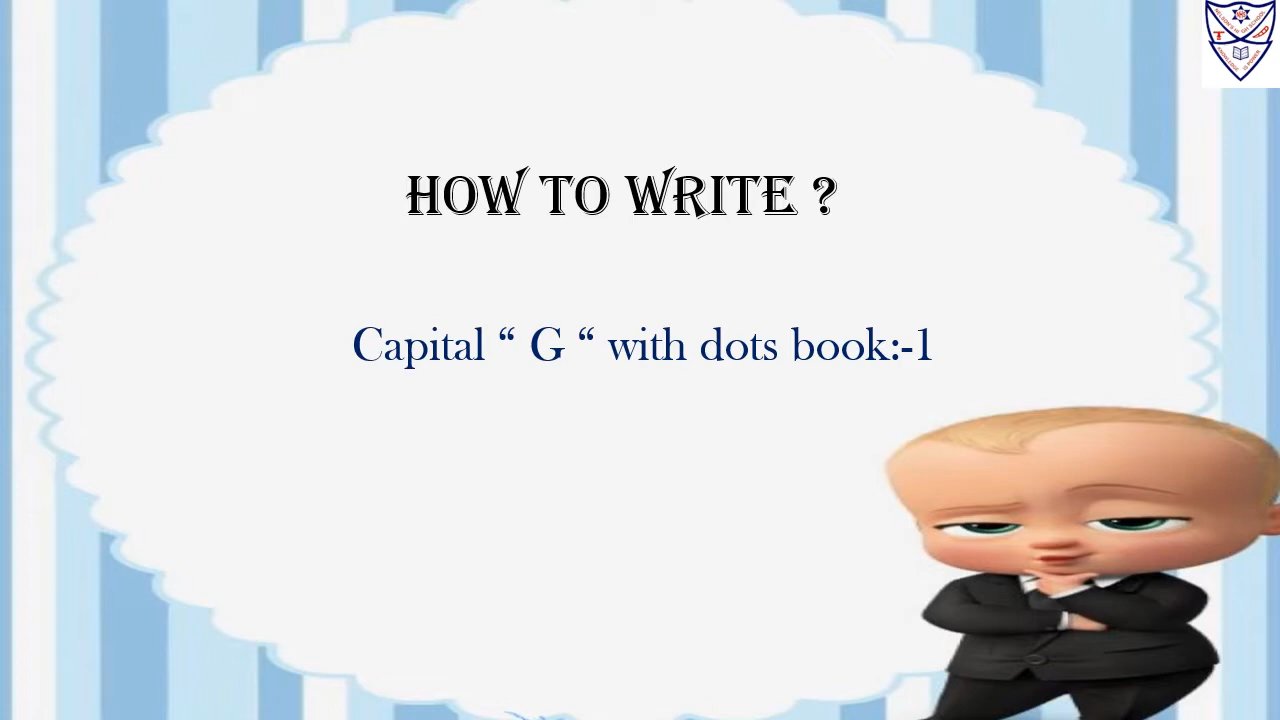 HOW TO WRITE ?
Capital “ G “ with dots book:-1